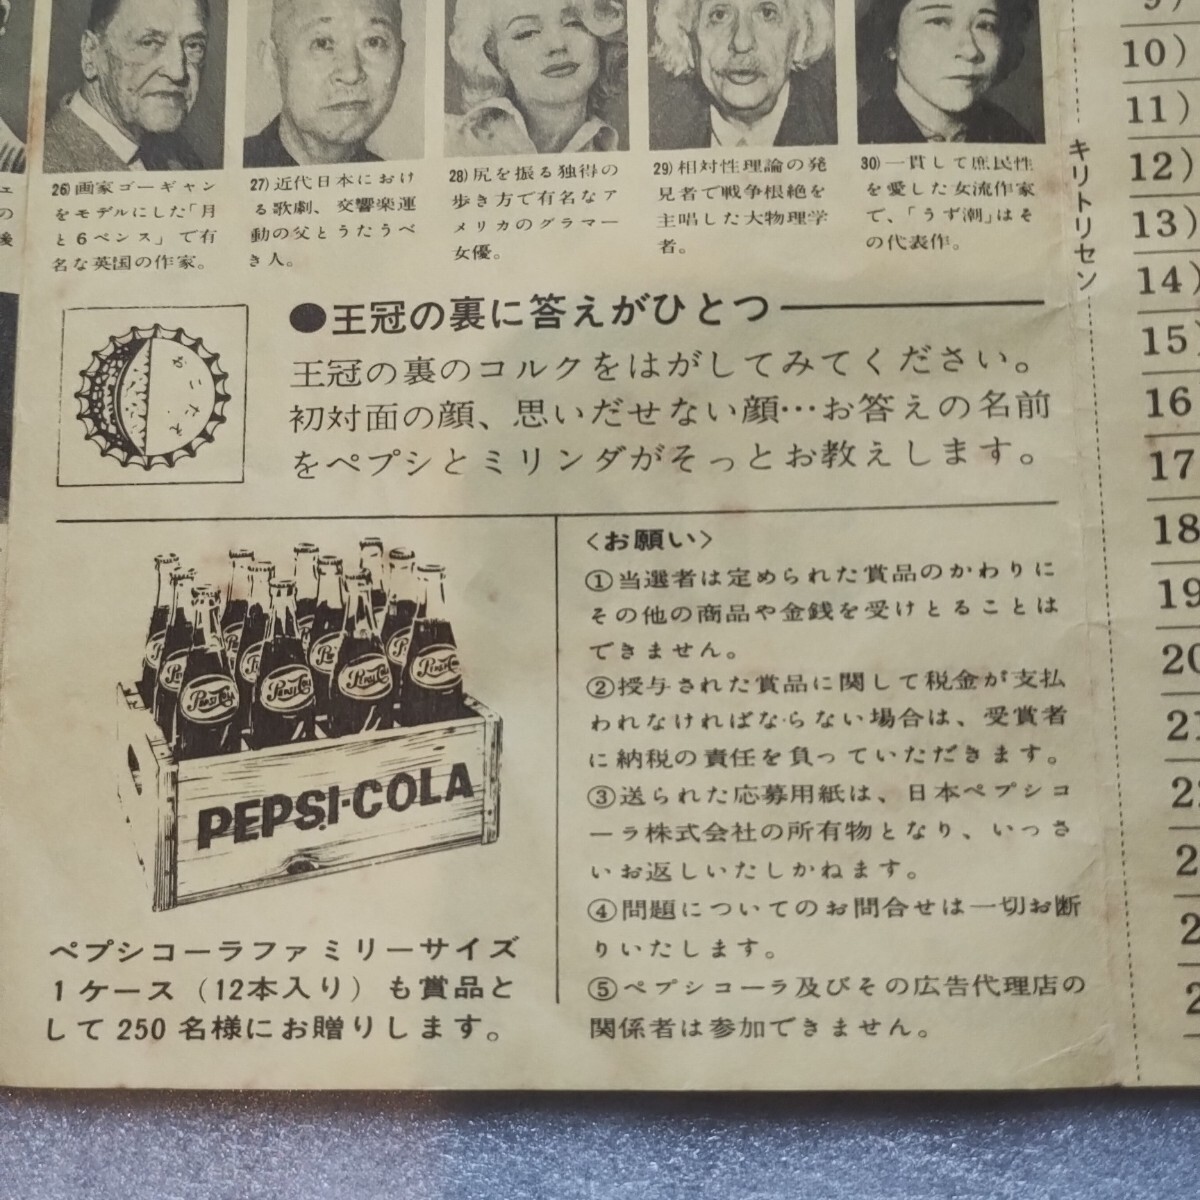 26)画家ゴーギャン
をモデルにした「月
と6ペンス」で有
名な英国の作家。
27)近代日本におけ
る歌劇、交響楽運
動の父とうたうべ
き人。
28)尻を振る独得の
歩き方で有名なア
メリカのグラマー
女優。
29)相対性理論の発
見者で戦争根絶を
主唱した大物理学
者。
30)一貫して庶民性
を愛した女流作家
で、「うず潮」はそ
の代表作。
●王冠の裏に答えがひとつ
王冠の裏のコルクをはがしてみてください。
初対面の顔、思いだせない顔…お答えの名前
をペプシとミリンダがそっとお教えします。
おこたえ
PEPSI-COLA
ペプシコーラファミリーサイズ
1ケース(12本入り)も賞品と
して250名様にお贈りします。
<お願い>
①当選者は定められた賞品のかわりに
その他の商品や金銭を受けとることは
できません。
②授与された賞品に関して税金が支払
われなければならない場合は、受賞者
に納税の責任を負っていただきます。
③送られた応募用紙は、日本ペプシコ
ーラ株式会社の所有物となり、いっさ
いお返しいたしかねます。
④問題についてのお問合せは一切お断
りいたします。
⑤ペプシコーラ及びその広告代理店の
関係者は参加できません。
キリトリセン
9)
10)
11)
12)
13)
14)
15)
16
17
18
19
20
21